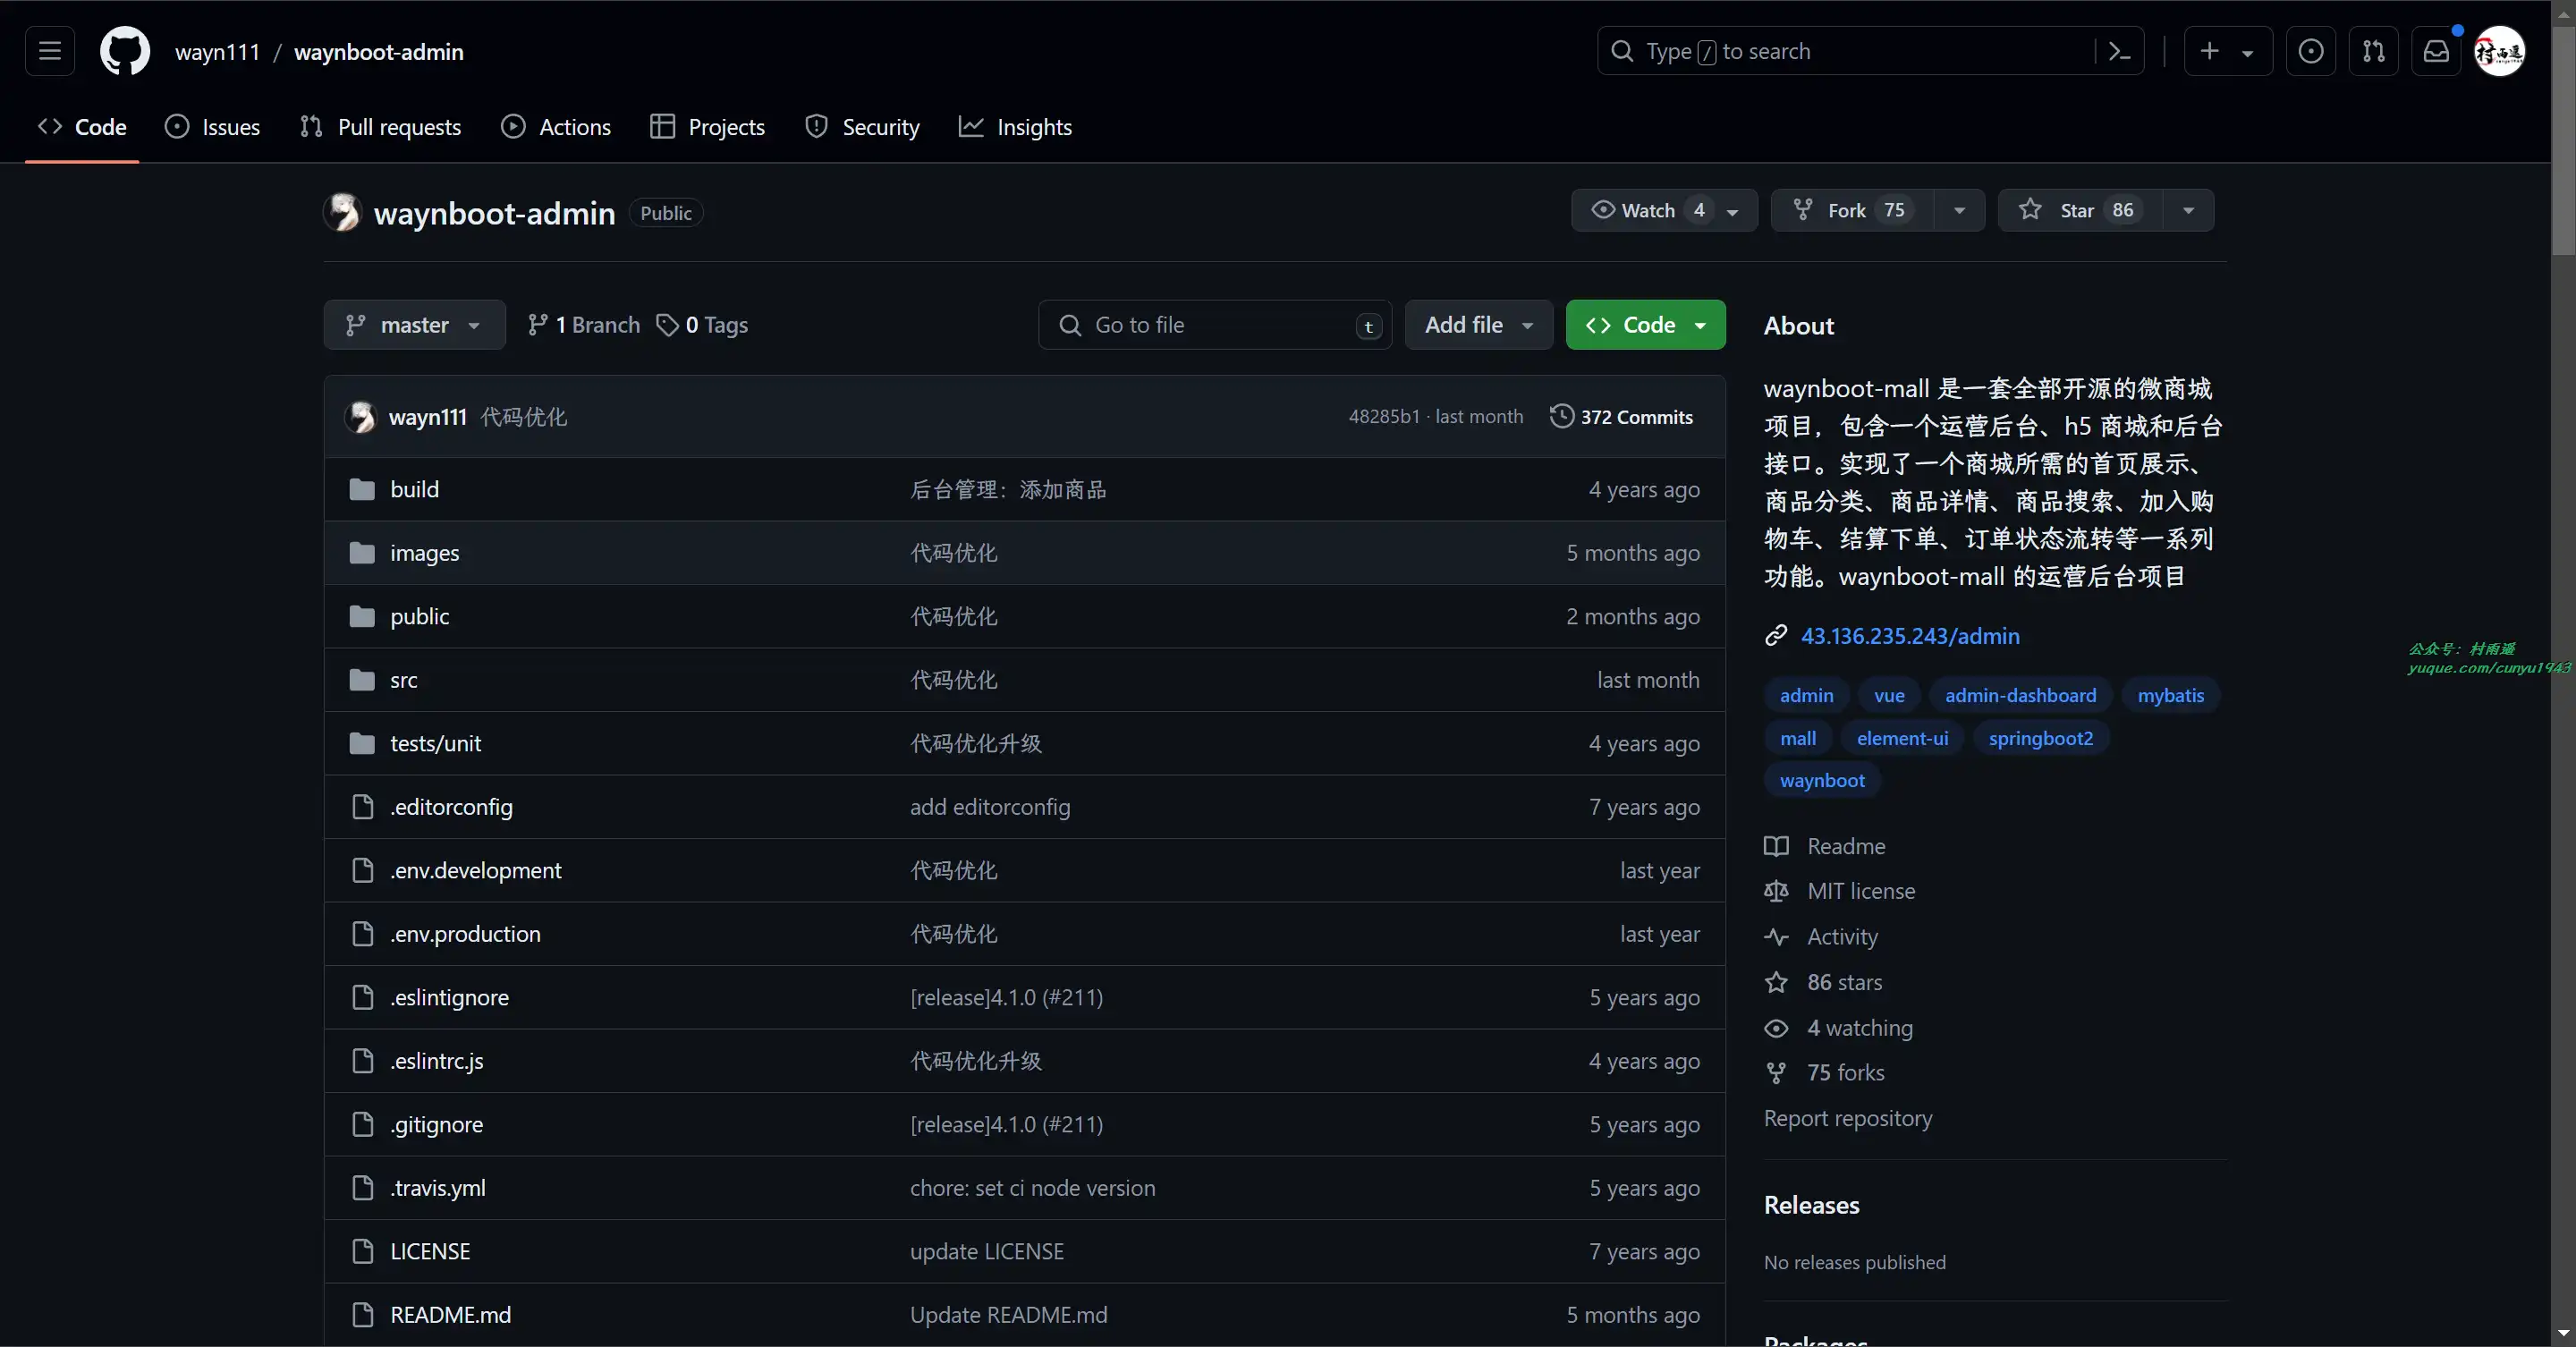 wayn111 / waynboot-admin
Type / to search
Code Issues Pull requests Actions Projects Security Insights
waynboot-admin Public
Watch 4 Fork 75 Star 86
master 1 Branch 0 Tags Go to file t Add file Code
wayn111 代码优化 48285b1 · last month 372 Commits
build 后台管理：添加商品 4 years ago
images 代码优化 5 months ago
public 代码优化 2 months ago
src 代码优化 last month
tests/unit 代码优化升级 4 years ago
.editorconfig add editorconfig 7 years ago
.env.development 代码优化 last year
.env.production 代码优化 last year
.eslintignore [release]4.1.0 (#211) 5 years ago
.eslintrc.js 代码优化升级 4 years ago
.gitignore [release]4.1.0 (#211) 5 years ago
.travis.yml chore: set ci node version 5 years ago
LICENSE update LICENSE 7 years ago
README.md Update README.md 5 months ago
About
waynboot-mall 是一套全部开源的微商城
项目，包含一个运营后台、h5 商城和后台
接口。实现了一个商城所需的首页展示、
商品分类、商品详情、商品搜索、加入购
物车、结算下单、订单状态流转等一系列
功能。waynboot-mall 的运营后台项目
43.136.235.243/admin
admin vue admin-dashboard mybatis
mall element-ui springboot2
waynboot
Readme
MIT license
Activity
86 stars
4 watching
75 forks
Report repository
Releases
No releases published
Packages
公众号：村雨遥
yuque.com/cunyu1943